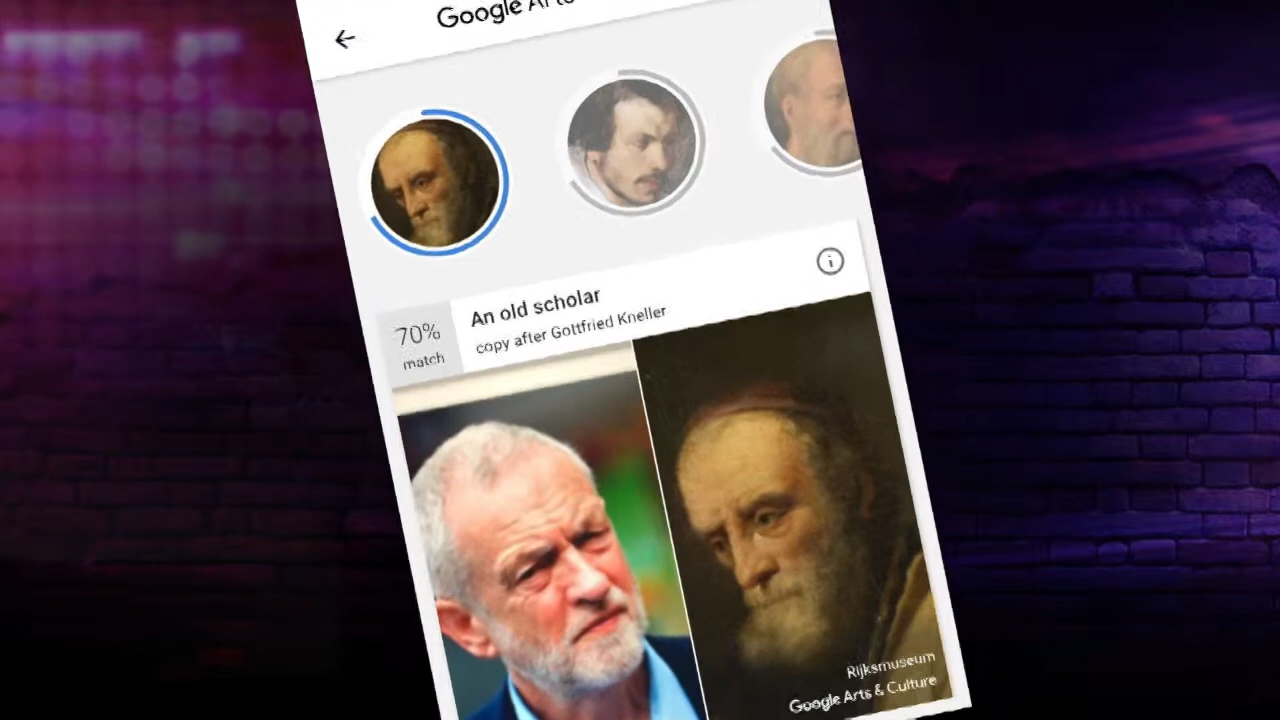 Google Arts
An old scholar
copy after Gottfried Kneller
70%
match
Rijksmuseum
Google Arts & Culture